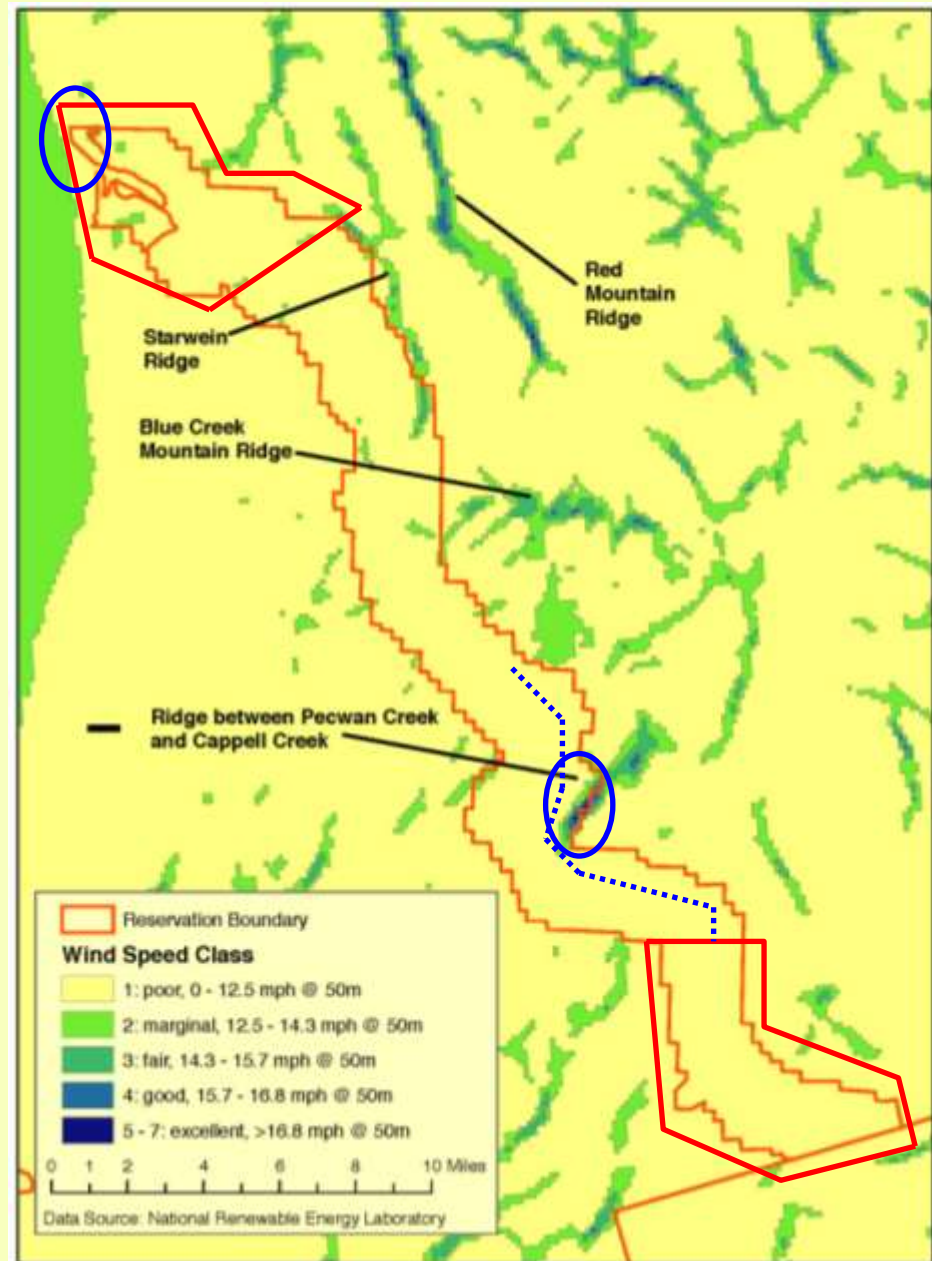 Red
Mountain
Ridge
Starwein
Ridge
Blue Creek
Mountain Ridge
Ridge between Pecwan Creek
and Cappell Creek
Reservation Boundary
Wind Speed Class
1: poor, 0 - 12.5 mph @ 50m
2: marginal, 12.5 - 14.3 mph @ 50m
3: fair, 14.3 - 15.7 mph @ 50m
4: good, 15.7 - 16.8 mph @ 50m
5 - 7: excellent, >16.8 mph @ 50m
0 1 2 4 6 8 10 Miles
Data Source: National Renewable Energy Laboratory